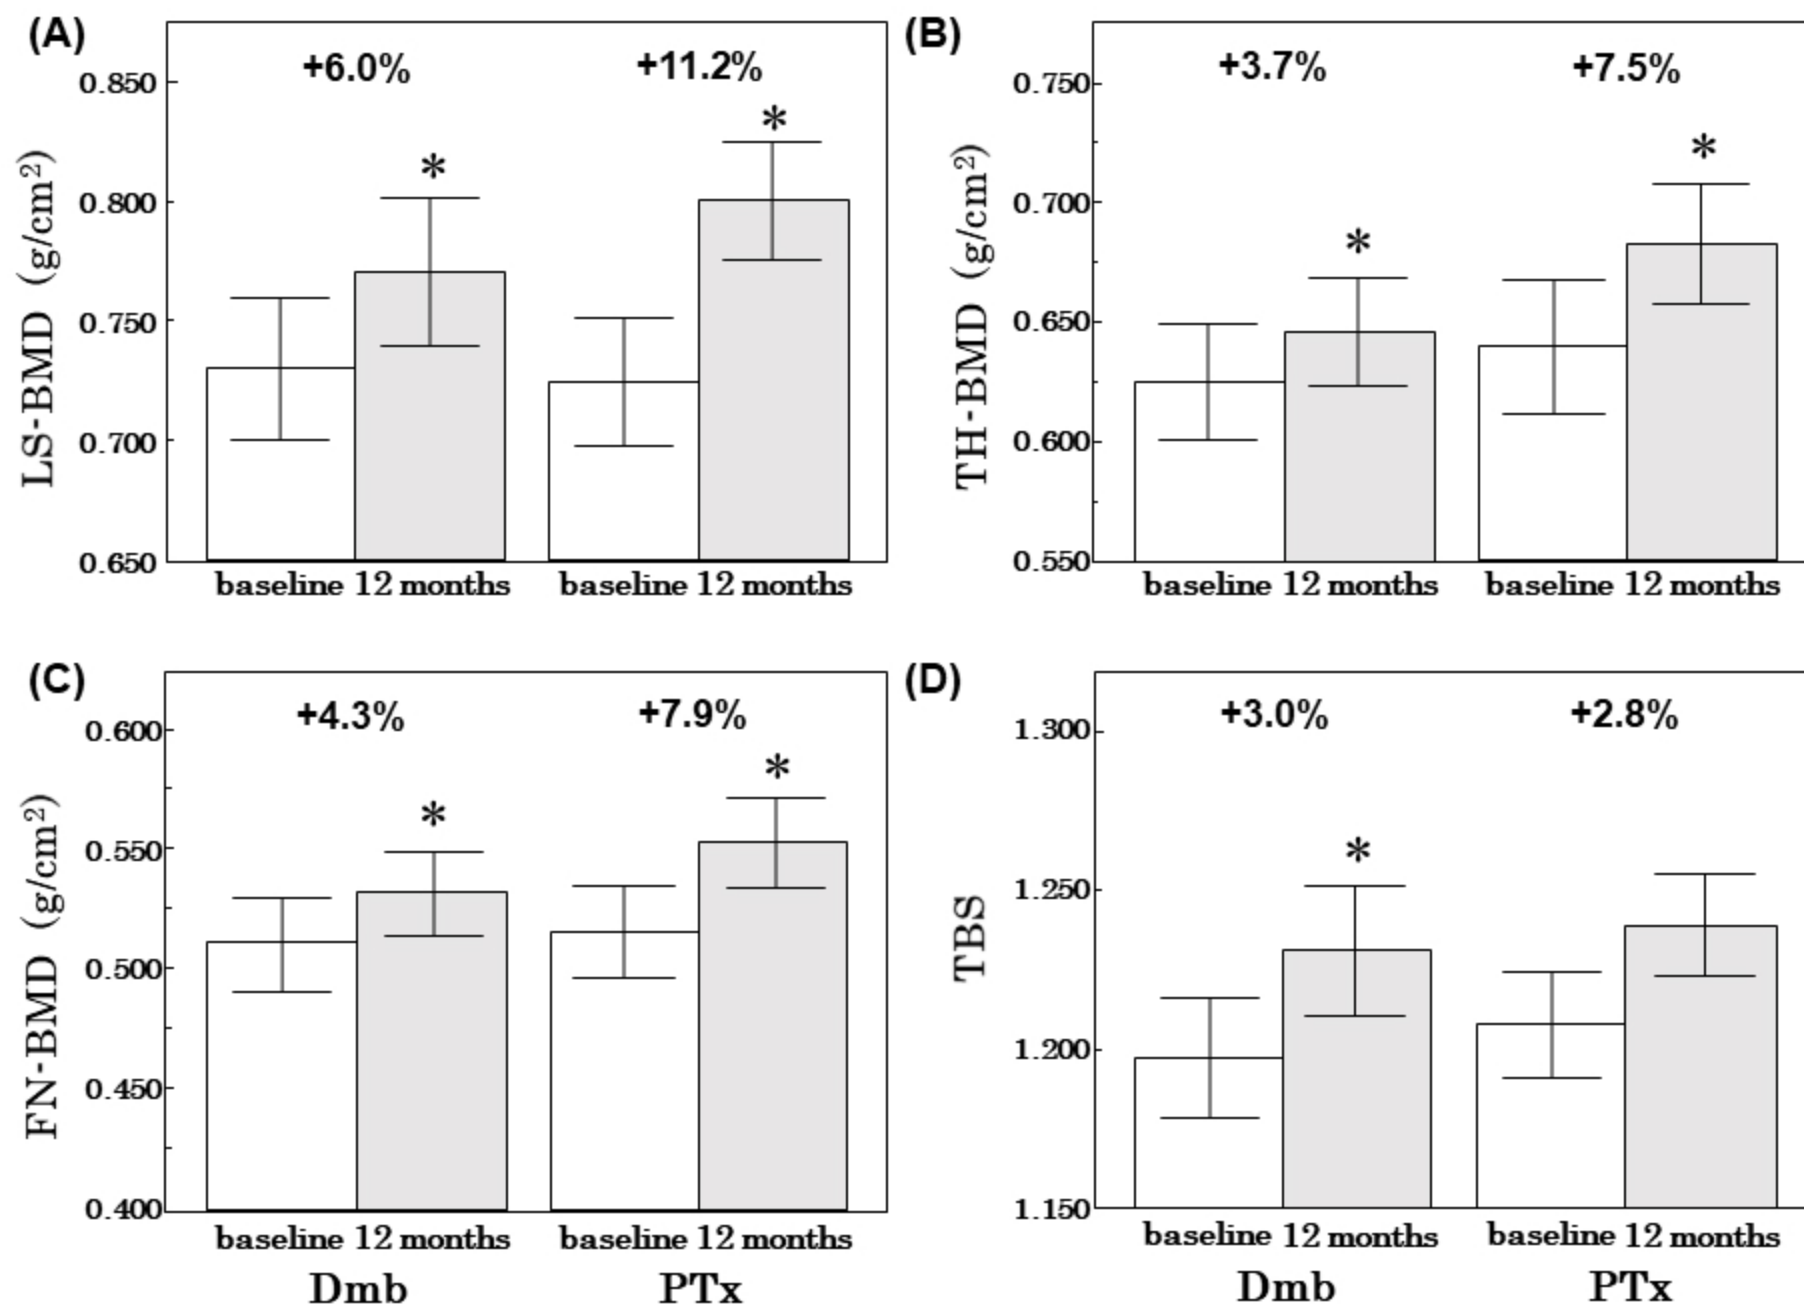 (A)
LS-BMD (g/cm²)
0.850
0.800
0.750
0.700
0.650
+6.0%
+11.2%
*
*
baseline 12 months
baseline 12 months
(B)
TH-BMD (g/cm²)
0.750
0.700
0.650
0.600
0.550
+3.7%
+7.5%
*
*
baseline 12 months
baseline 12 months
(C)
FN-BMD (g/cm²)
0.600
0.550
0.500
0.450
0.400
+4.3%
+7.9%
*
*
baseline 12 months
baseline 12 months
Dmb
PTx
(D)
TBS
1.300
1.250
1.200
1.150
+3.0%
+2.8%
*
baseline 12 months
baseline 12 months
Dmb
PTx